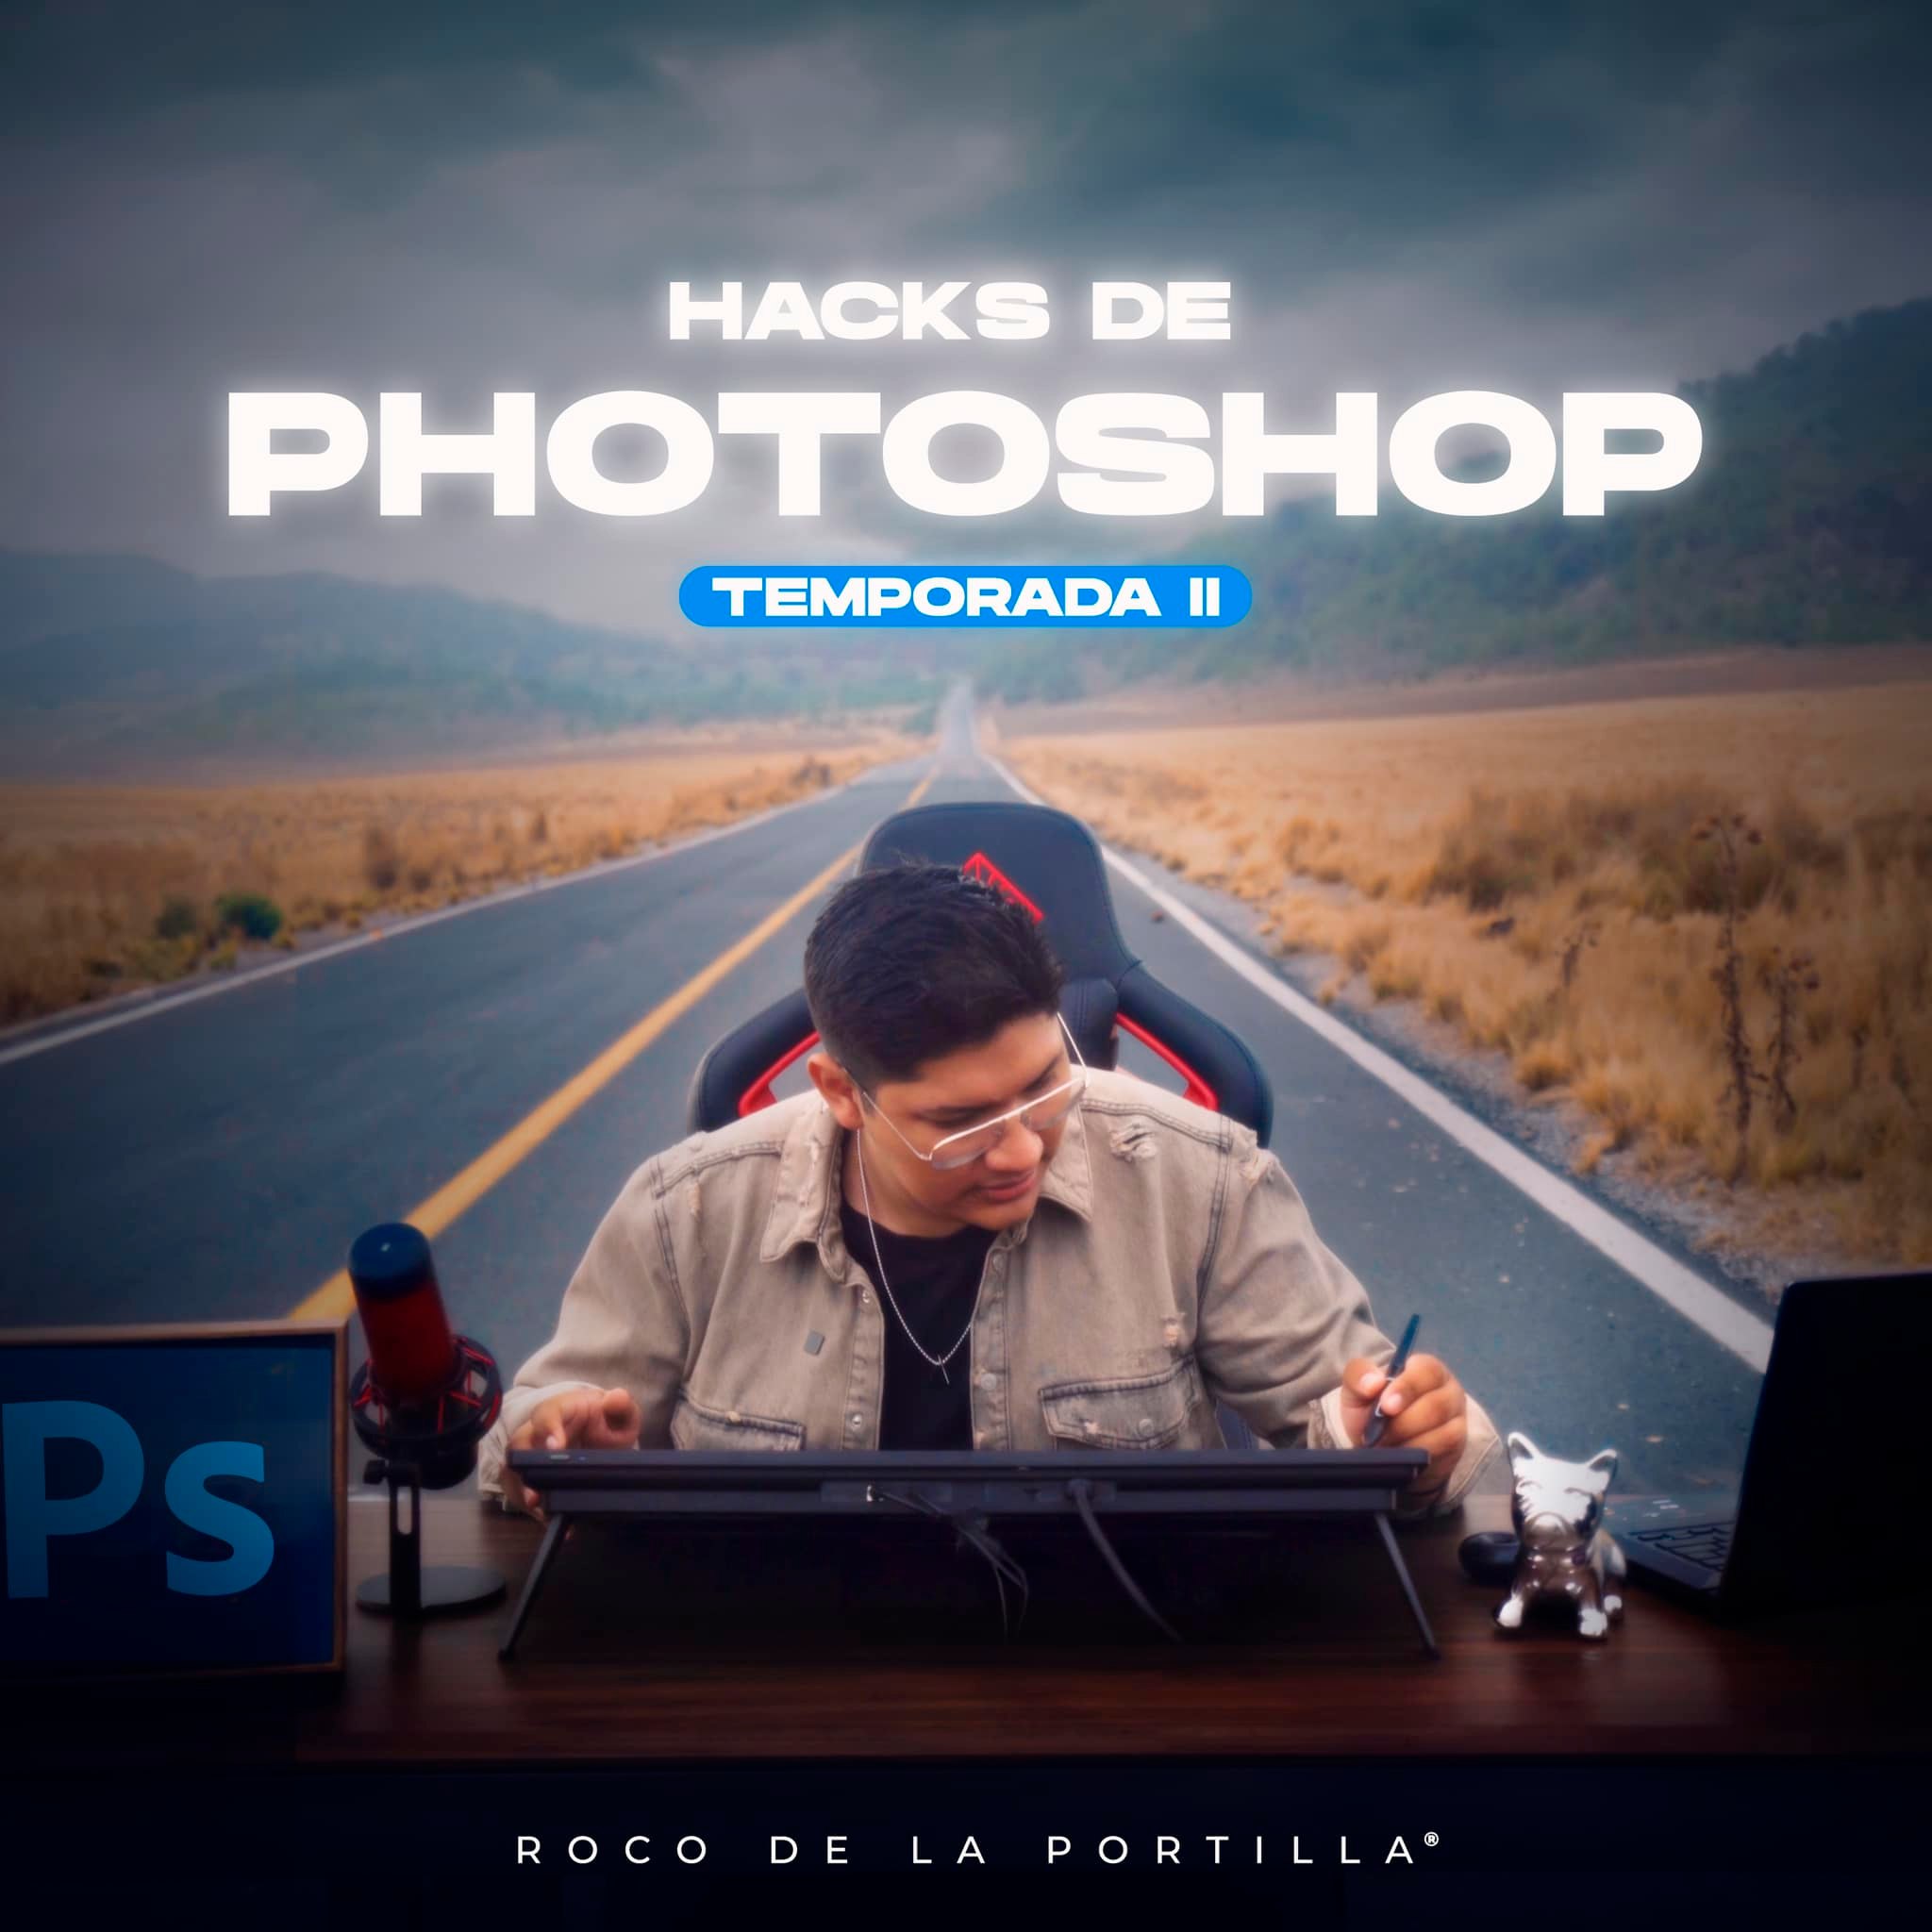 HACKS DE
PHOTOSHOP
TEMPORADA II
Ps
ROCO DE LA PORTILLA®